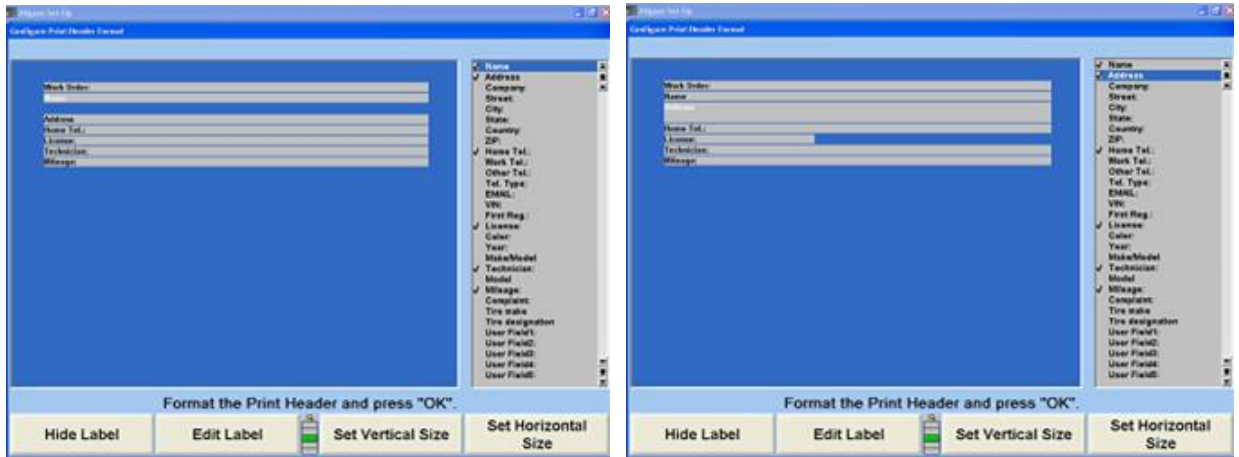 Aligner Set Up
Configure Print Header Format
Work Order:
Name
Address
Home Tel.:
License:
Technician:
Mileage:
Name
Address
Company:
Street:
City:
State:
Country:
ZIP:
Home Tel.:
Work Tel.:
Other Tel.:
Tel. Type:
EMAIL:
VIN:
First Reg.:
License:
Color:
Year:
Make/Model
Technician:
Model
Mileage:
Complaint:
Tire make
Tire designation
User Field1:
User Field2:
User Field3:
User Field4:
User Field5:
Format the Print Header and press "OK".
Hide Label
Edit Label
Set Vertical Size
Set Horizontal
Size
Aligner Set Up
Configure Print Header Format
Work Order:
Name
Address
Home Tel.:
License:
Technician:
Mileage:
Name
Address
Company:
Street:
City:
State:
Country:
ZIP:
Home Tel.:
Work Tel.:
Other Tel.:
Tel. Type:
EMAIL:
VIN:
First Reg.:
License:
Color:
Year:
Make/Model
Technician:
Model
Mileage:
Complaint:
Tire make
Tire designation
User Field1:
User Field2:
User Field3:
User Field4:
User Field5:
Format the Print Header and press "OK".
Hide Label
Edit Label
Set Vertical Size
Set Horizontal
Size